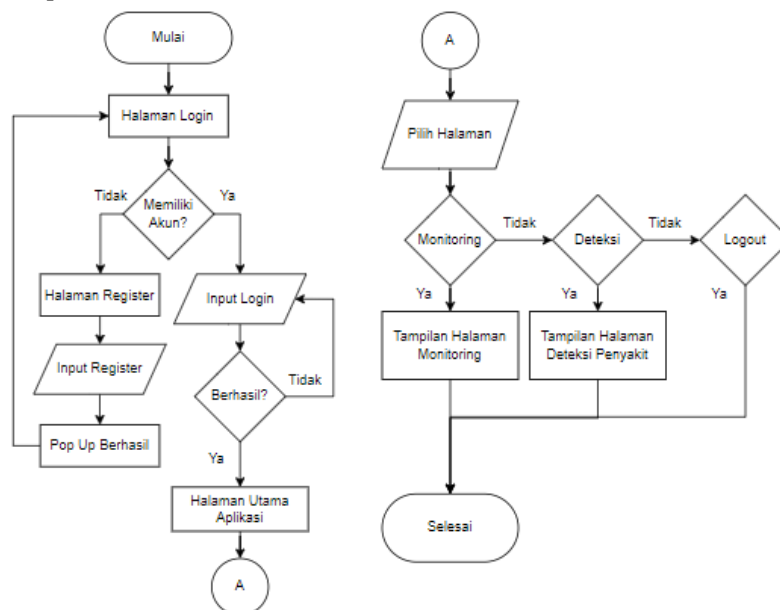 Mulai
Halaman Login
Tidak
Ya
Memiliki
Akun?
Halaman Register
Input Login
Input Register
Berhasil?
Tidak
Pop Up Berhasil
Ya
Halaman Utama
Aplikasi
A
A
Pilih Halaman
Monitoring
Tidak
Deteksi
Tidak
Logout
Ya
Ya
Ya
Tampilan Halaman
Monitoring
Tampilan Halaman
Deteksi Penyakit
Selesai